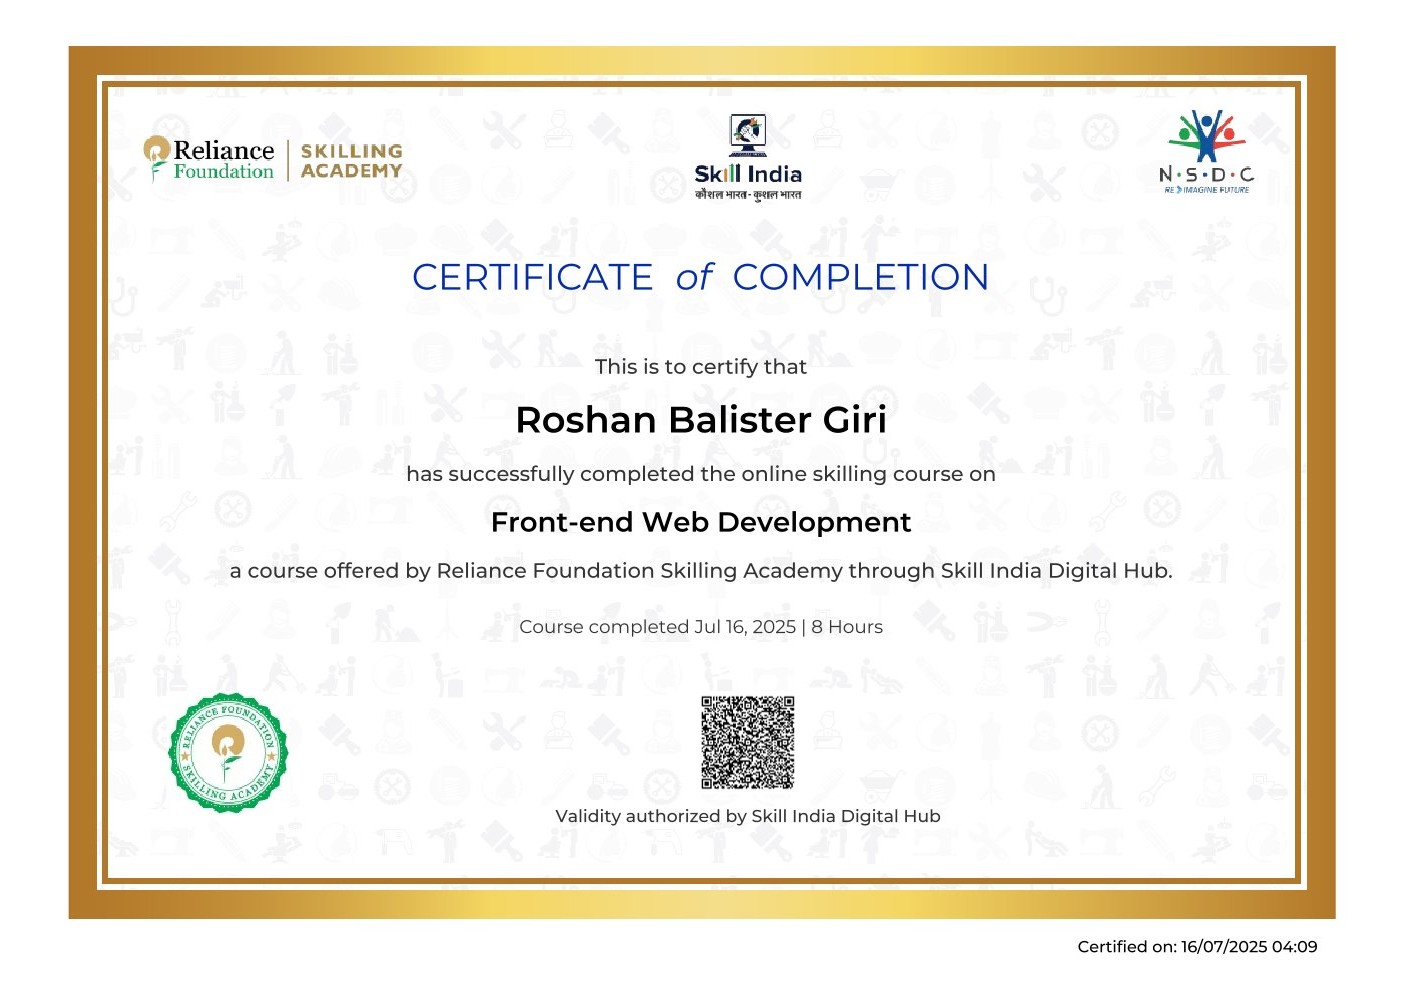 Reliance Foundation
SKILLING ACADEMY
Skill India
कौशल भारत - कुशल भारत
N·S·D·C
RE IMAGINE FUTURE
CERTIFICATE of COMPLETION
This is to certify that
Roshan Balister Giri
has successfully completed the online skilling course on
Front-end Web Development
a course offered by Reliance Foundation Skilling Academy through Skill India Digital Hub.
Course completed Jul 16, 2025 | 8 Hours
RELIANCE FOUNDATION
SKILLING ACADEMY
Validity authorized by Skill India Digital Hub
Certified on: 16/07/2025 04:09